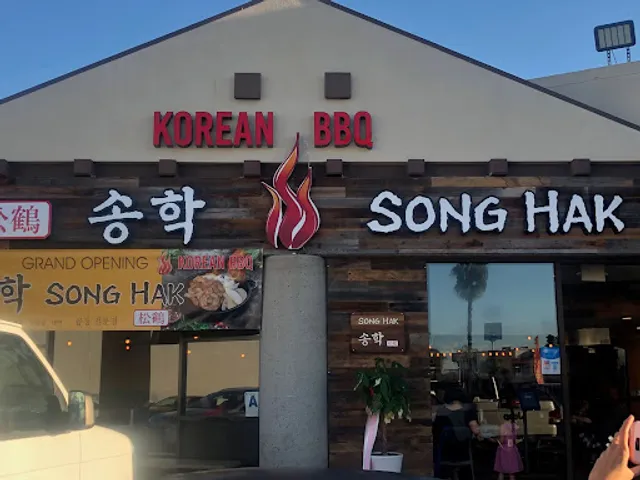 KOREAN BBQ
松鶴 송학 SONG HAK
GRAND OPENING KOREAN BBQ
학 SONG HAK
松鶴
SONG HAK
송학
A